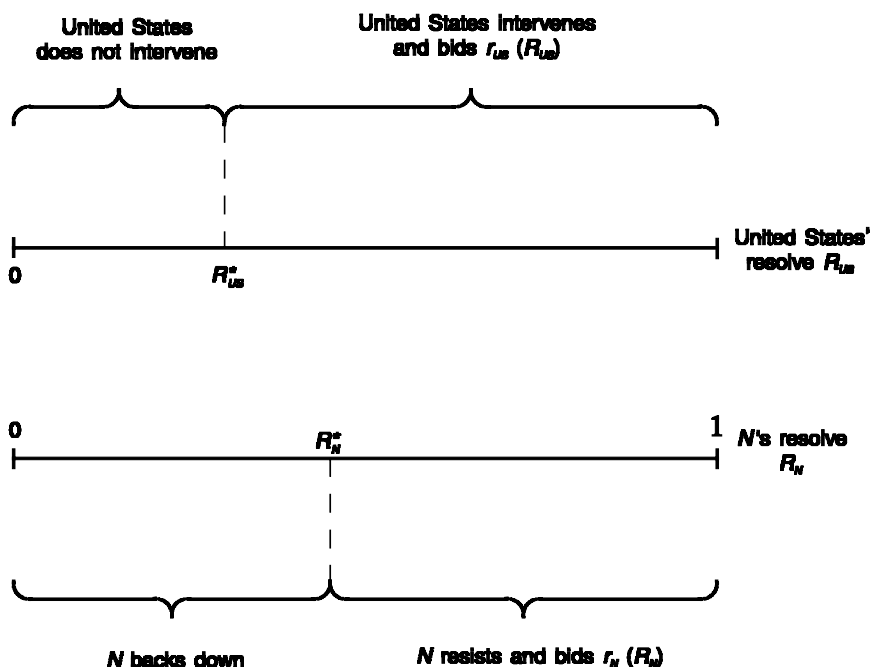 United States
does not intervene
United States intervenes
and bids r_us (R_us)
United States'
resolve R_us
0
R*_us
0
R*_N
1
N's resolve
R_N
N backs down
N resists and bids r_N (R_N)